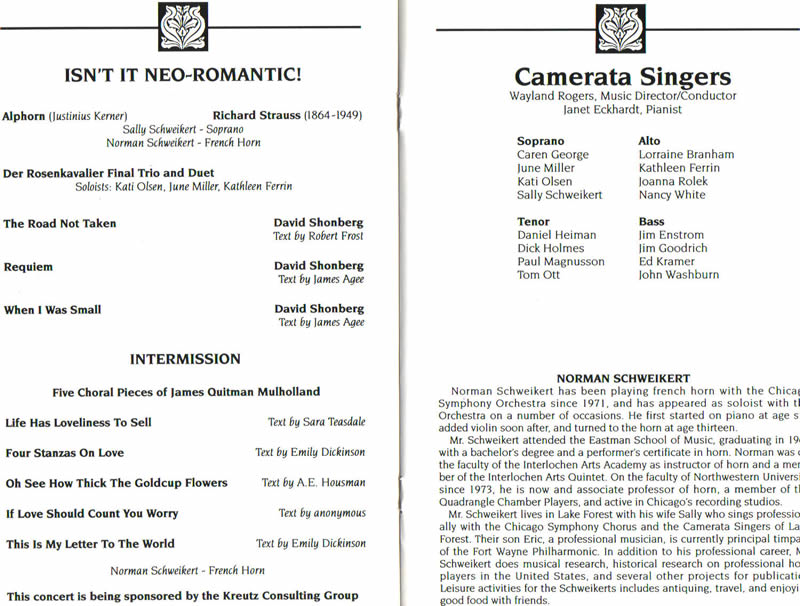 ISN'T IT NEO-ROMANTIC!
Alphorn (Justinius Kerner) Richard Strauss (1864-1949)
Sally Schweikert - Soprano
Norman Schweikert - French Horn
Der Rosenkavalier Final Trio and Duet
Soloists: Kati Olsen, June Miller, Kathleen Ferrin
The Road Not Taken David Shonberg
Text by Robert Frost
Requiem David Shonberg
Text by James Agee
When I Was Small David Shonberg
Text by James Agee
INTERMISSION
Five Choral Pieces of James Quitman Mulholland
Life Has Loveliness To Sell Text by Sara Teasdale
Four Stanzas On Love Text by Emily Dickinson
Oh See How Thick The Goldcup Flowers Text by A.E. Housman
If Love Should Count You Worry Text by anonymous
This Is My Letter To The World Text by Emily Dickinson
Norman Schweikert - French Horn
This concert is being sponsored by the Kreutz Consulting Group
Camerata Singers
Wayland Rogers, Music Director/Conductor
Janet Eckhardt, Pianist
Soprano Alto
Caren George Lorraine Branham
June Miller Kathleen Ferrin
Kati Olsen Joanna Rolek
Sally Schweikert Nancy White
Tenor Bass
Daniel Heiman Jim Enstrom
Dick Holmes Jim Goodrich
Paul Magnusson Ed Kramer
Tom Ott John Washburn
NORMAN SCHWEIKERT
Norman Schweikert has been playing french horn with the Chicag
Symphony Orchestra since 1971, and has appeared as soloist with th
Orchestra on a number of occasions. He first started on piano at age s
added violin soon after, and turned to the horn at age thirteen.
Mr. Schweikert attended the Eastman School of Music, graduating in 19
with a bachelor's degree and a performer's certificate in horn. Norman was
the faculty of the Interlochen Arts Academy as instructor of horn and a mem
ber of the Interlochen Arts Quintet. On the faculty of Northwestern Universi
since 1973, he is now and associate professor of horn, a member of th
Quadrangle Chamber Players, and active in Chicago's recording studios.
Mr. Schweikert lives in Lake Forest with his wife Sally who sings professio
ally with the Chicago Symphony Chorus and the Camerata Singers of La
Forest. Their son Eric, a professional musician, is currently principal timpa
of the Fort Wayne Philharmonic. In addition to his professional career, M
Schweikert does musical research, historical research on professional ho
players in the United States, and several other projects for publicati
Leisure activities for the Schweikerts includes antiquing, travel, and enjoyi
good food with friends.